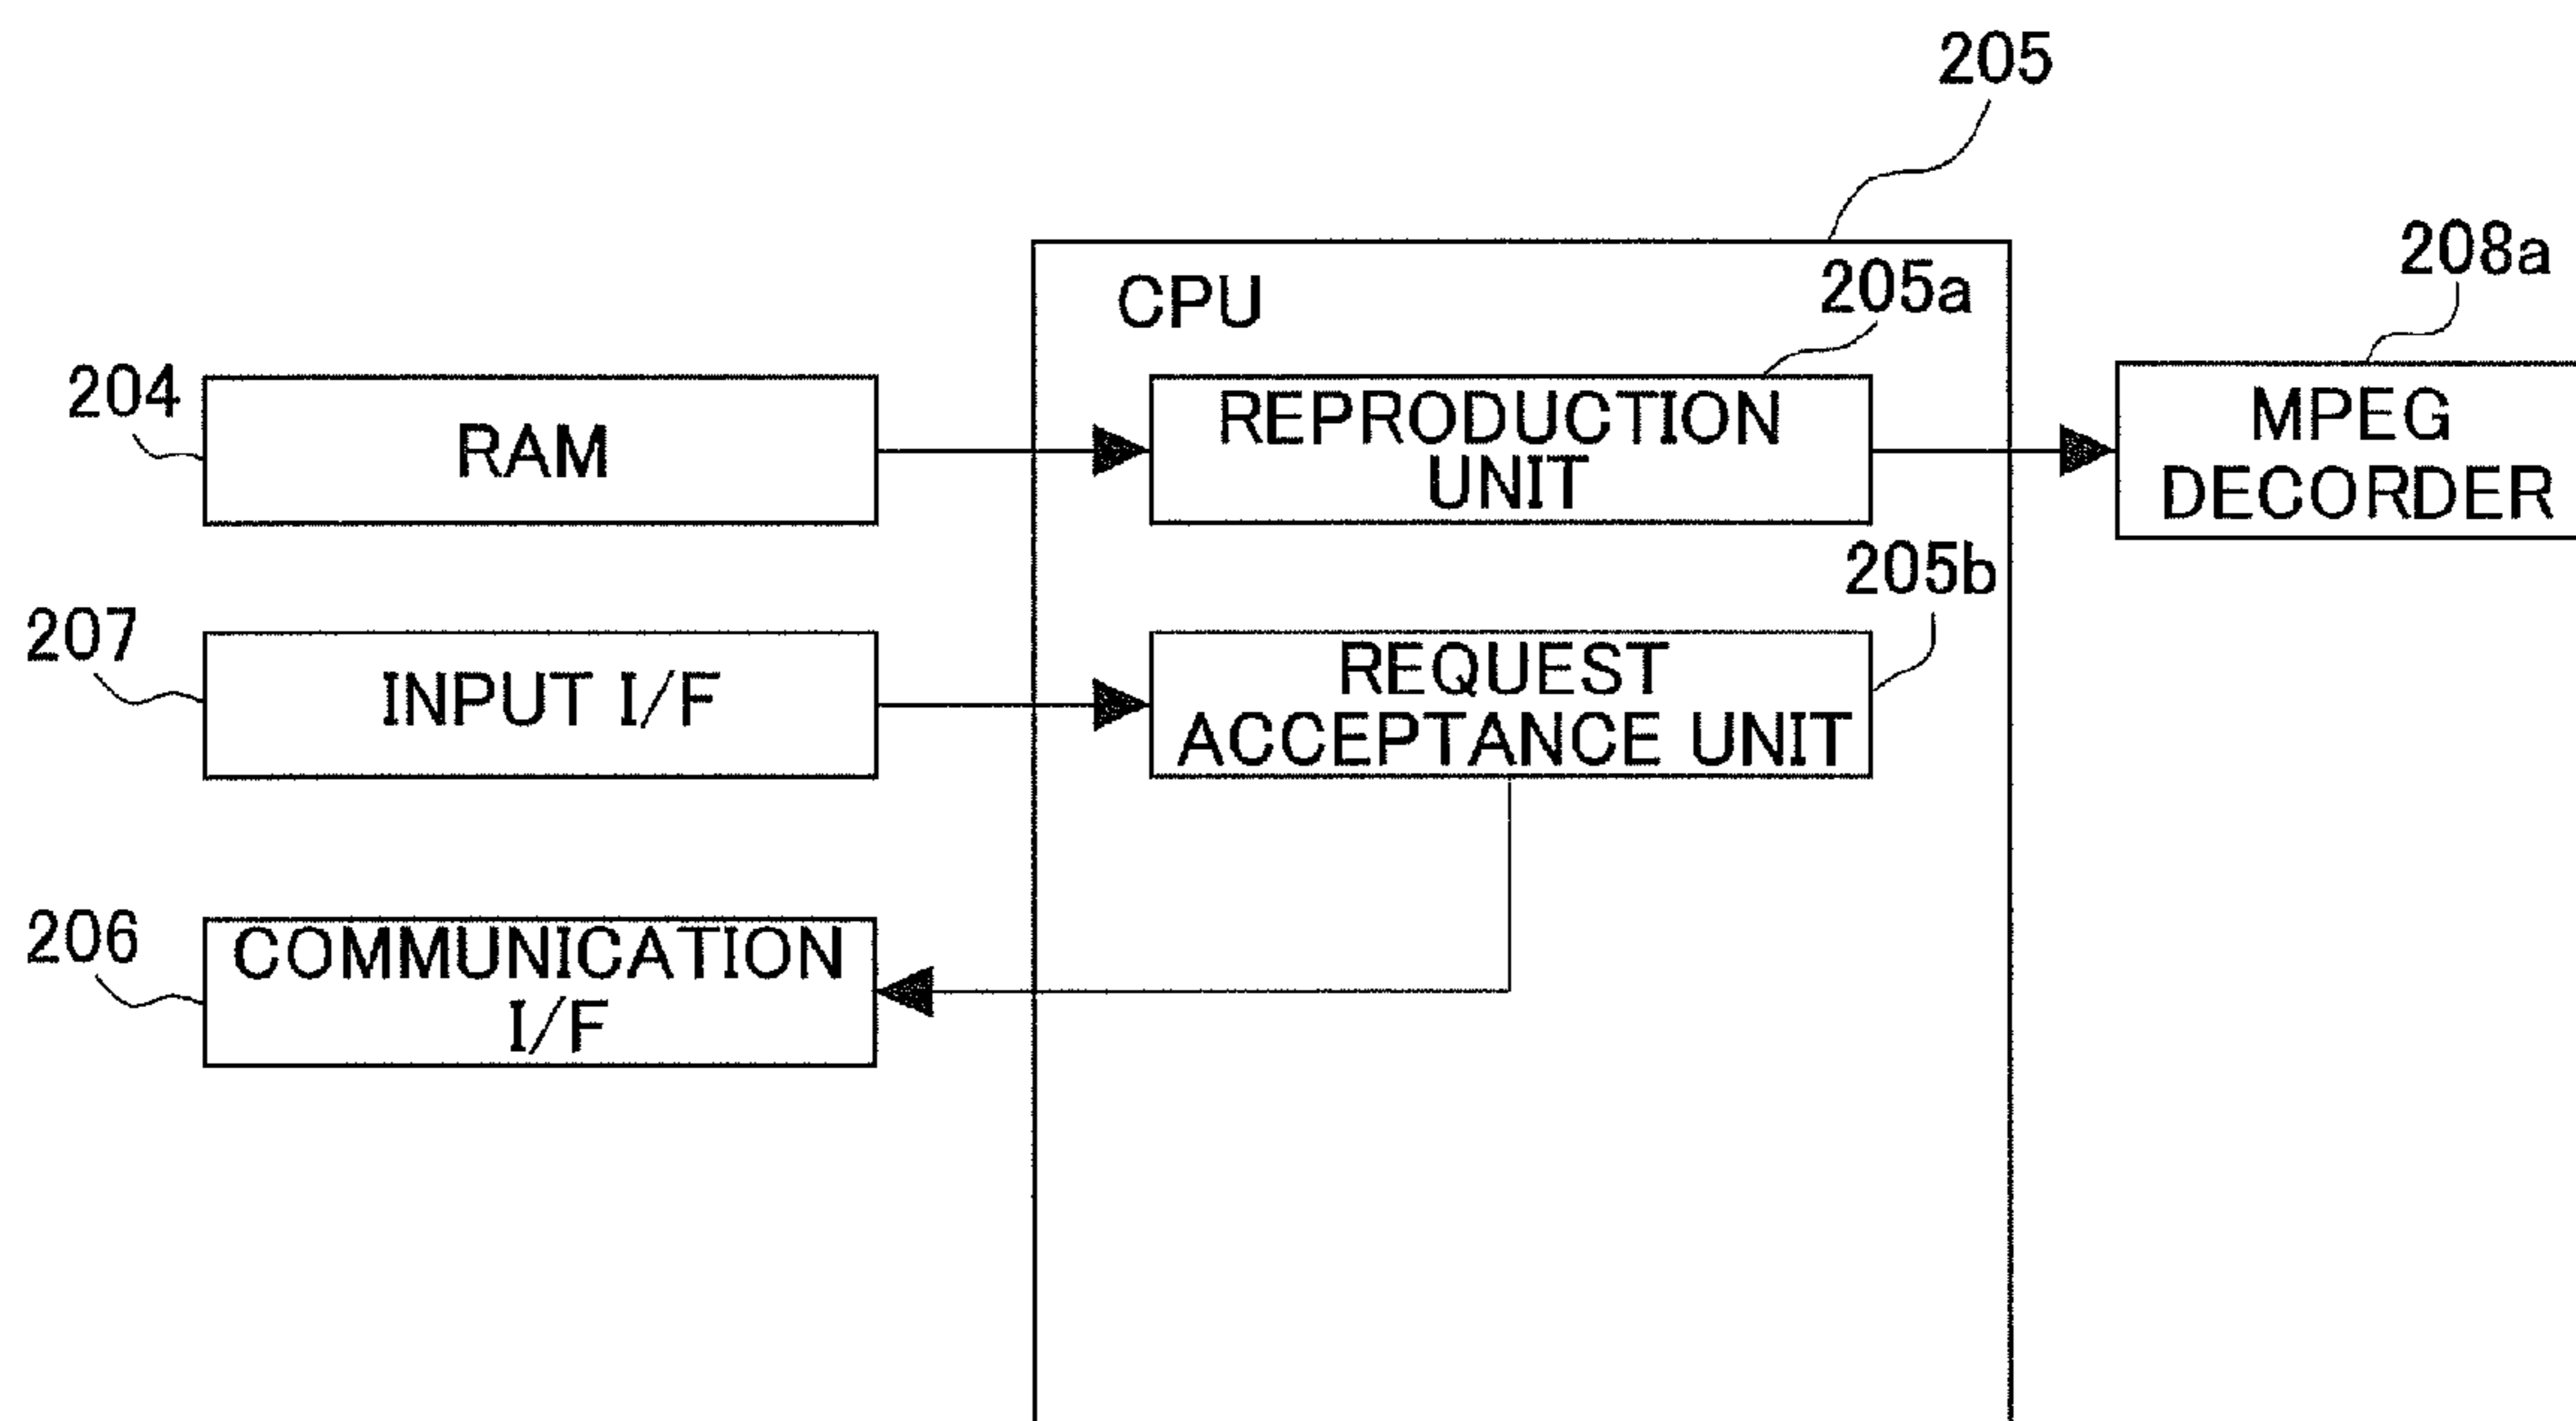 205
CPU
205a
208a
204
RAM
REPRODUCTION
UNIT
MPEG
DECORDER
205b
207
INPUT I/F
REQUEST
ACCEPTANCE UNIT
206
COMMUNICATION
I/F